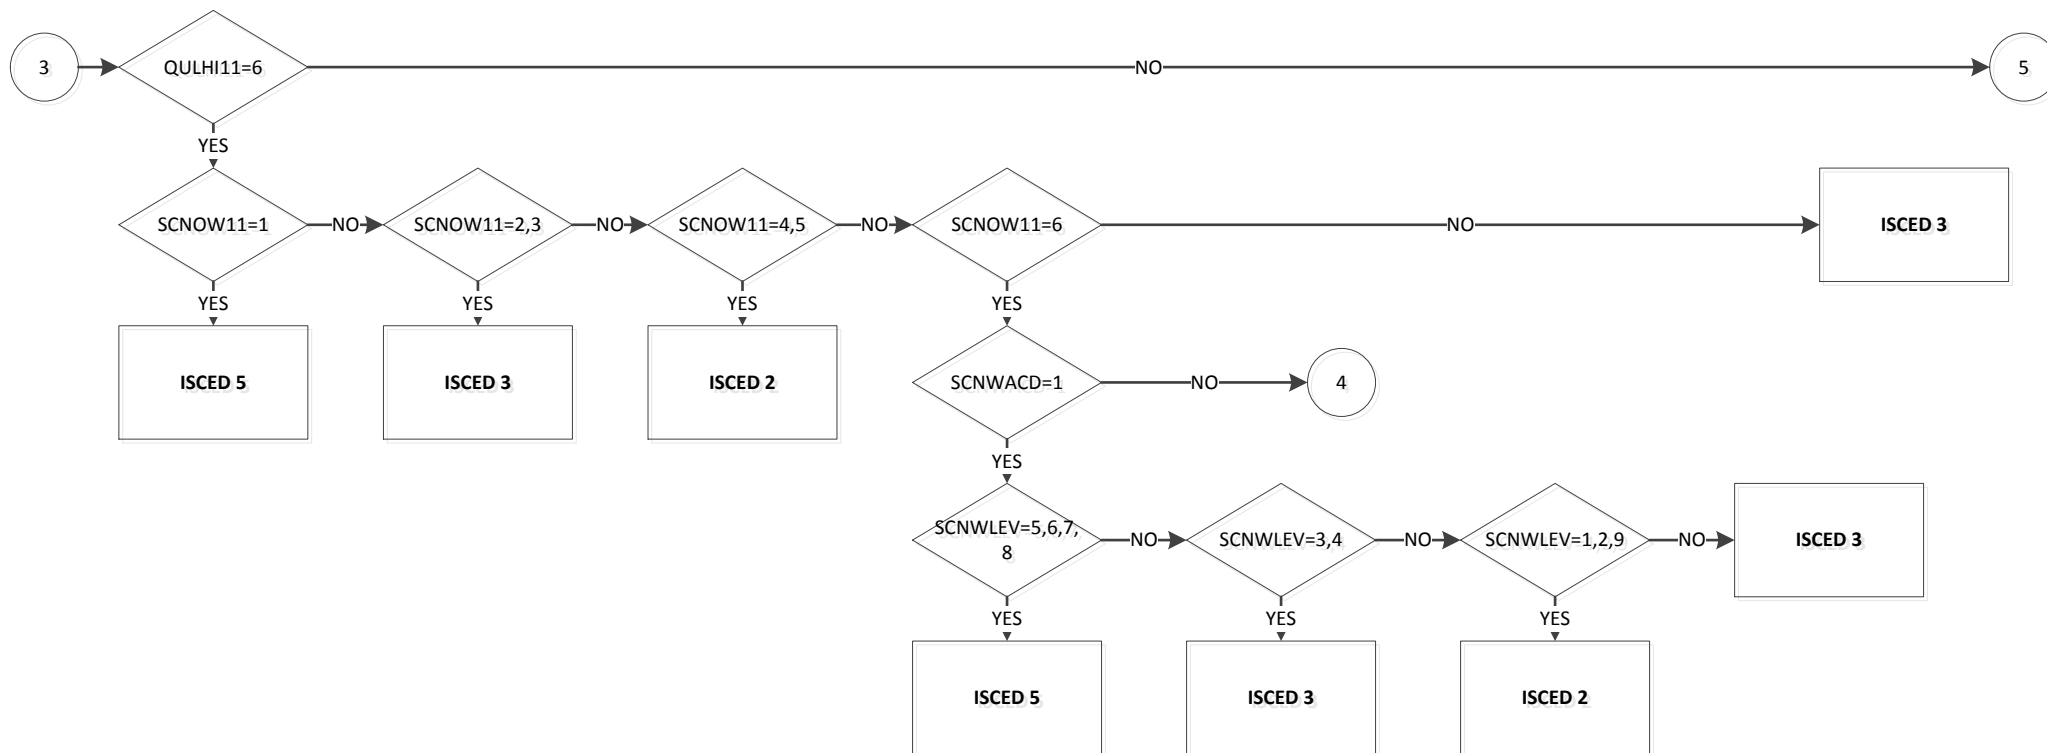 3
QULHI11=6
NO
5
YES
SCNOW11=1
NO
SCNOW11=2,3
NO
SCNOW11=4,5
NO
SCNOW11=6
NO
ISCED 3
YES
YES
YES
YES
ISCED 5
ISCED 3
ISCED 2
SCNWACD=1
NO
4
YES
SCNWLEV=5,6,7,
8
NO
SCNWLEV=3,4
NO
SCNWLEV=1,2,9
NO
ISCED 3
YES
YES
YES
ISCED 5
ISCED 3
ISCED 2